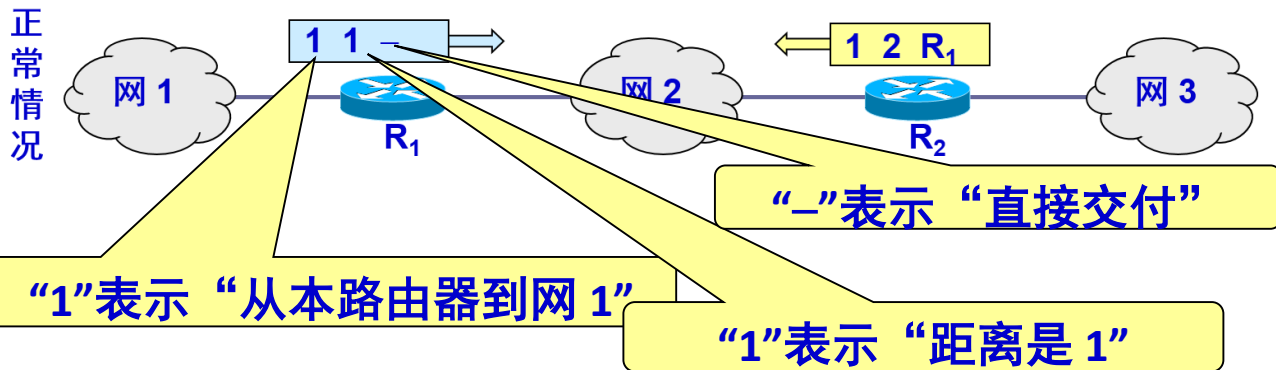 正常情况
1 1 –
1 2 R₁
网 1
网 2
网 3
R₁
R₂
“–”表示“直接交付”
“1”表示“从本路由器到网 1”
“1”表示“距离是 1”